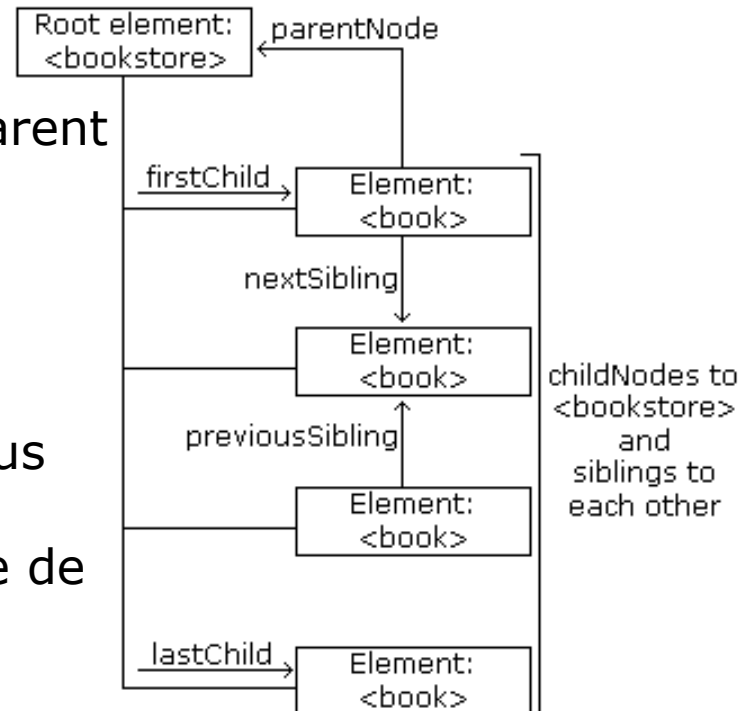 Root element:
<bookstore>
parentNode
arent
firstChild
Element:
<book>
nextSibling
Element:
<book>
childNodes to
<bookstore>
and
siblings to
each other
previousSibling
us
Element:
<book>
e de
lastChild
Element:
<book>